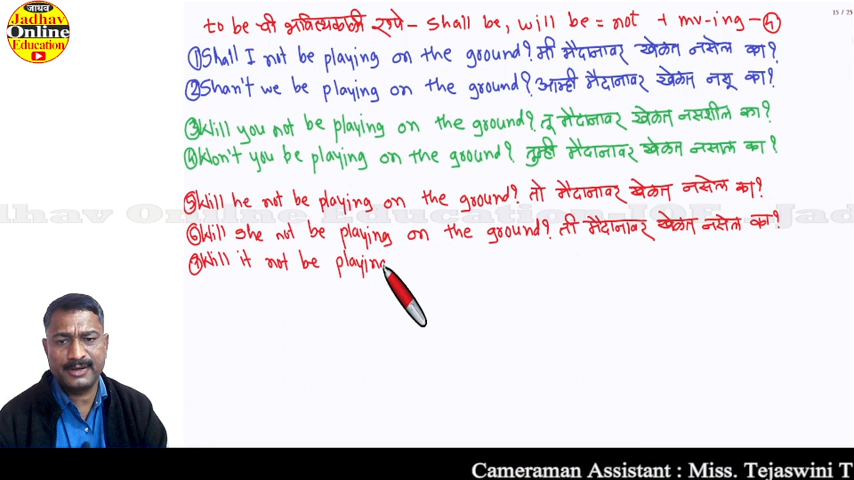 जाधव
Jadhav
Online
Education
15 / 25
to be ची भविष्यकाळी रुपे - Shall be, will be = not + mv-ing - ④
① Shall I not be playing on the ground? मी मैदानावर खेळत नसेल का?
② Shan't we be playing on the ground? आम्ही मैदानावर खेळत नसू का?
③ Will you not be playing on the ground? तू मैदानावर खेळत नसशील का?
④ Won't you be playing on the ground? तुम्ही मैदानावर खेळत नसाल का?
⑤ Will he not be playing on the ground? तो मैदानावर खेळत नसेल का?
⑥ Will she not be playing on the ground? ती मैदानावर खेळत नसेल का?
⑦ Will it not be playing
Cameraman Assistant : Miss. Tejaswini T